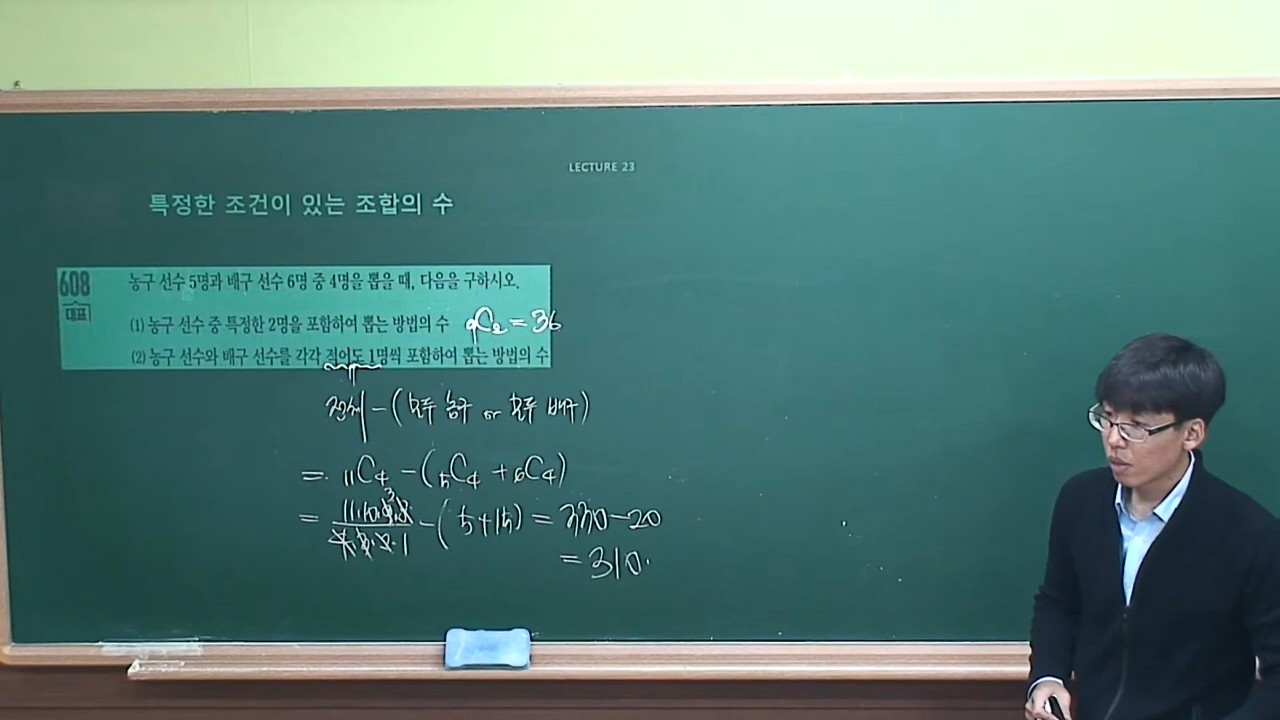 LECTURE 23
특정한 조건이 있는 조합의 수
608
대표
농구 선수 5명과 배구 선수 6명 중 4명을 뽑을 때, 다음을 구하시오.
(1) 농구 선수 중 특정한 2명을 포함하여 뽑는 방법의 수 ₉C₂ = 36
(2) 농구 선수와 배구 선수를 각각 적어도 1명씩 포함하여 뽑는 방법의 수
전체 - (모두 농구 or 모두 배구)
= ₁₁C₄ - (₅C₄ + ₆C₄)
= 11·10·9·8 / 4·3·2·1 - (5+15) = 330-20
= 310.